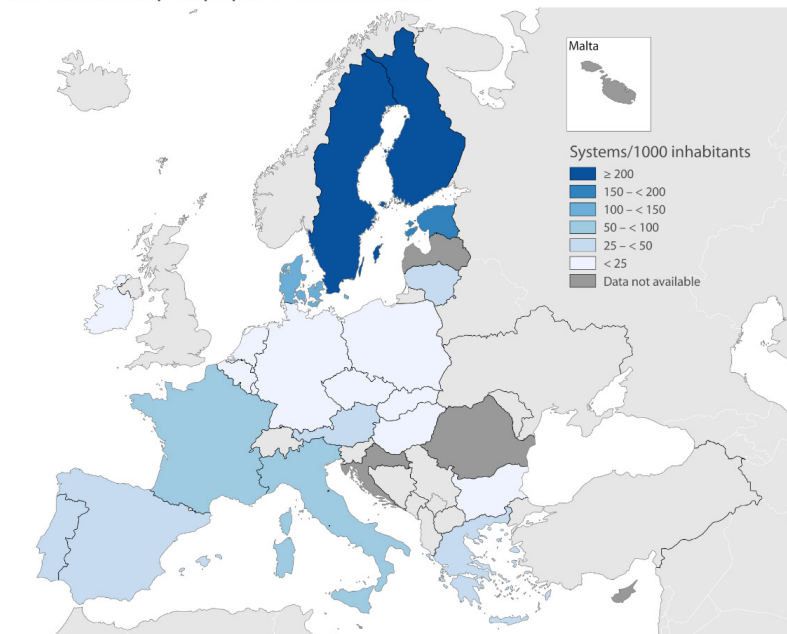 Malta
Systems/1000 inhabitants
≥ 200
150 – < 200
100 – < 150
50 – < 100
25 – < 50
< 25
Data not available